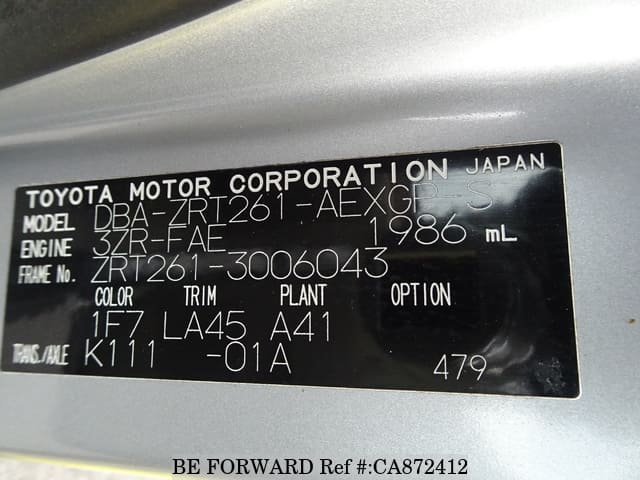 TOYOTA MOTOR CORPORATION JAPAN
MODEL DBA-ZRT261-AEXGP-S
ENGINE 3ZR-FAE 1986 mL
FRAME No. ZRT261-3006043
COLOR TRIM PLANT OPTION
1F7 LA45 A41
TRANS./AXLE K111 -01A 479
BE FORWARD Ref #:CA872412